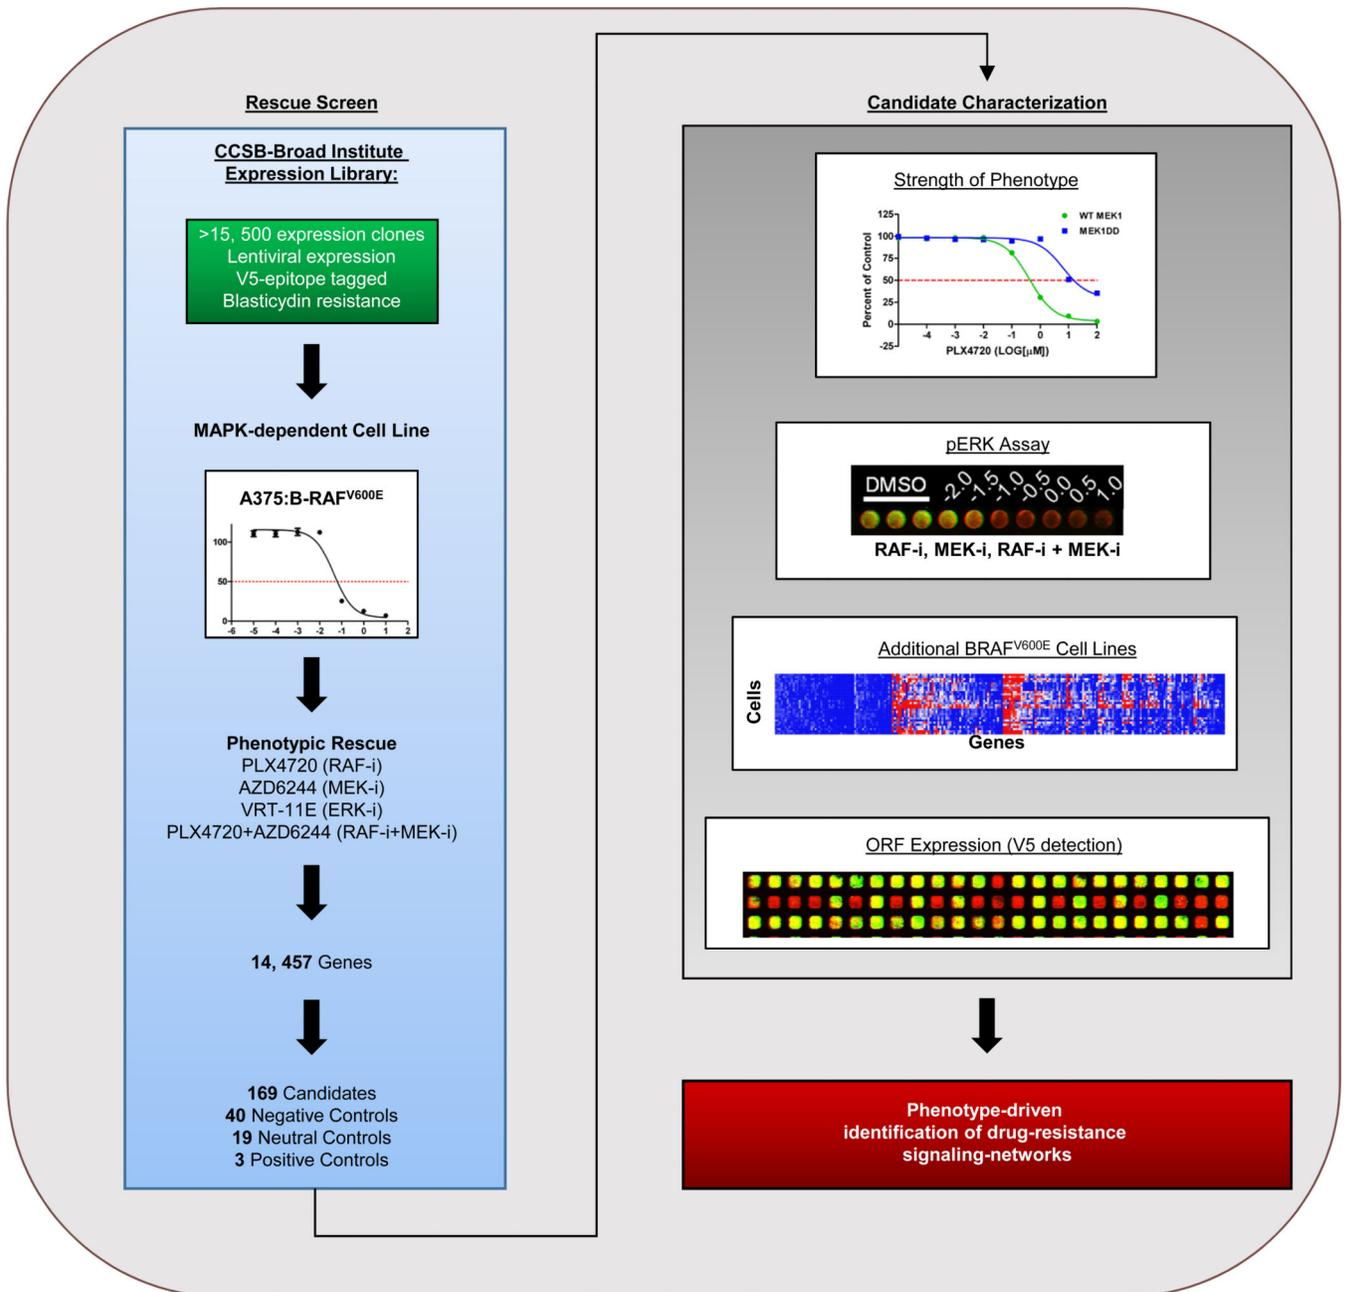 Rescue Screen
CCSB-Broad Institute
Expression Library:
>15, 500 expression clones
Lentiviral expression
V5-epitope tagged
Blasticydin resistance
MAPK-dependent Cell Line
A375:B-RAFV600E
100
50
0
-6 -5 -4 -3 -2 -1 0 1 2
Phenotypic Rescue
PLX4720 (RAF-i)
AZD6244 (MEK-i)
VRT-11E (ERK-i)
PLX4720+AZD6244 (RAF-i+MEK-i)
14, 457 Genes
169 Candidates
40 Negative Controls
19 Neutral Controls
3 Positive Controls
Candidate Characterization
Strength of Phenotype
WT MEK1
MEK1DD
Percent of Control
125
100
75
50
25
0
-25
-4 -3 -2 -1 0 1 2
PLX4720 (LOG[µM])
pERK Assay
DMSO -2.0 -1.5 -1.0 -0.5 0.0 0.5 1.0
RAF-i, MEK-i, RAF-i + MEK-i
Additional BRAFV600E Cell Lines
Cells
Genes
ORF Expression (V5 detection)
Phenotype-driven
identification of drug-resistance
signaling-networks